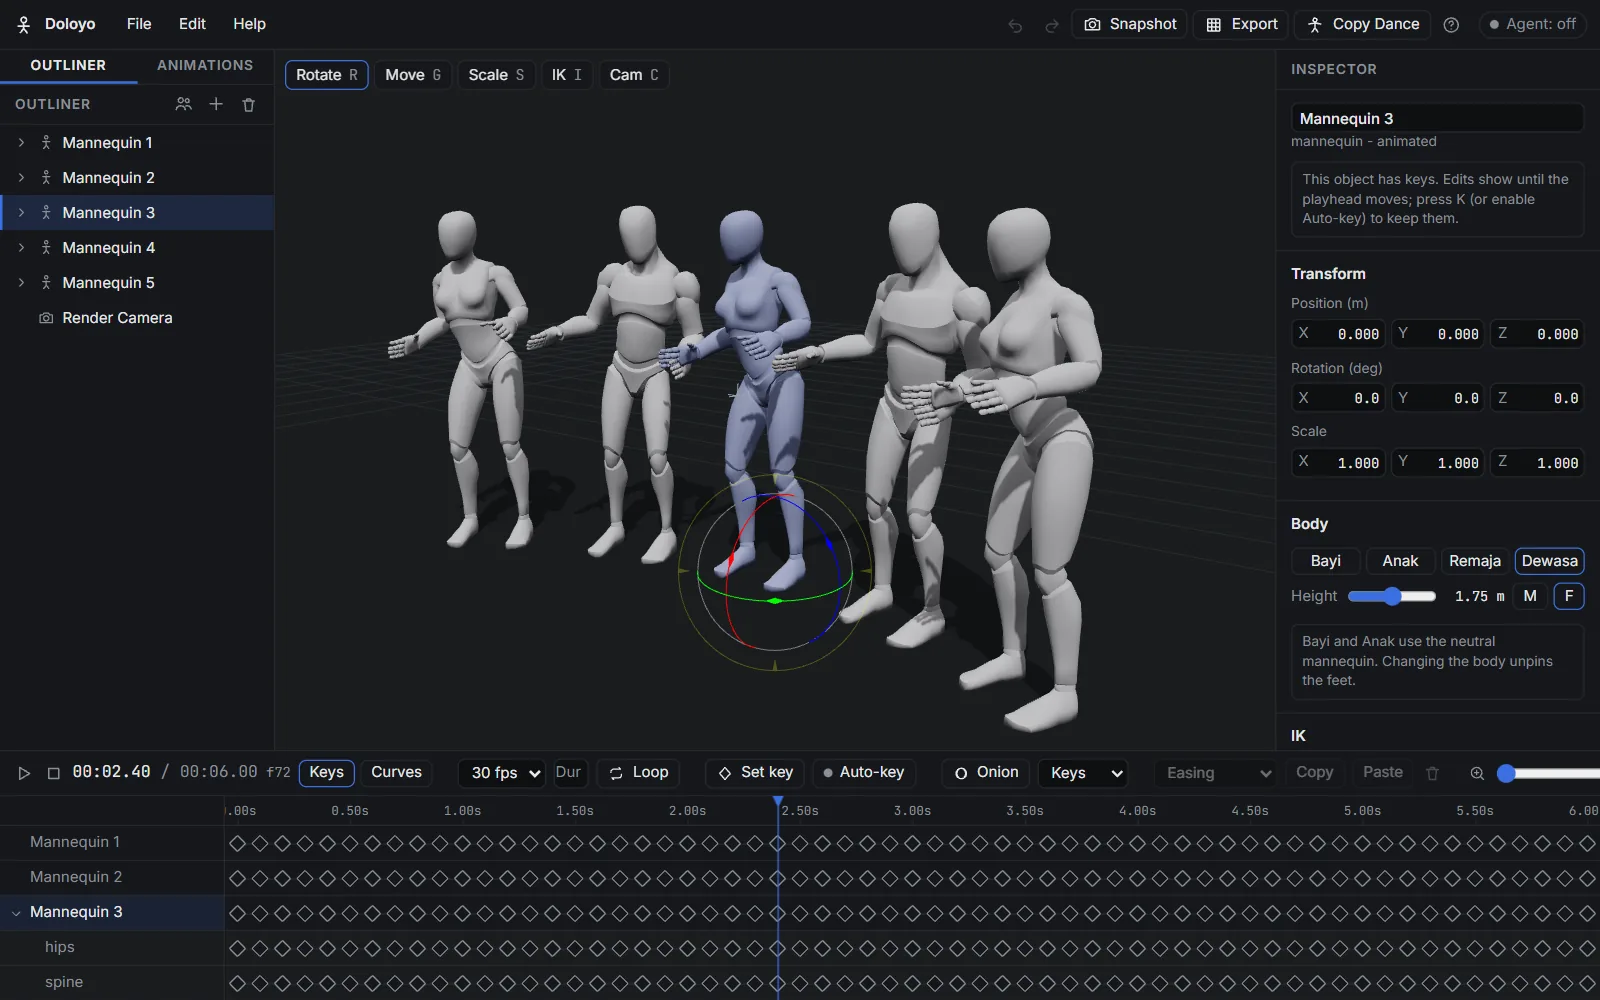 Doloyo File Edit Help
Snapshot Export Copy Dance Agent: off
OUTLINER ANIMATIONS
OUTLINER
Mannequin 1
Mannequin 2
Mannequin 3
Mannequin 4
Mannequin 5
Render Camera
Rotate R Move G Scale S IK I Cam C
INSPECTOR
Mannequin 3
mannequin - animated
This object has keys. Edits show until the
playhead moves; press K (or enable
Auto-key) to keep them.
Transform
Position (m)
X 0.000 Y 0.000 Z 0.000
Rotation (deg)
X 0.0 Y 0.0 Z 0.0
Scale
X 1.000 Y 1.000 Z 1.000
Body
Bayi Anak Remaja Dewasa
Height 1.75 m M F
Bayi and Anak use the neutral
mannequin. Changing the body unpins
the feet.
IK
00:02.40 / 00:06.00 f72 Keys Curves 30 fps Dur Loop Set key Auto-key Onion Keys Easing Copy Paste
.00s 0.50s 1.00s 1.50s 2.00s 2.50s 3.00s 3.50s 4.00s 4.50s 5.00s 5.50s 6.00
Mannequin 1
Mannequin 2
Mannequin 3
hips
spine